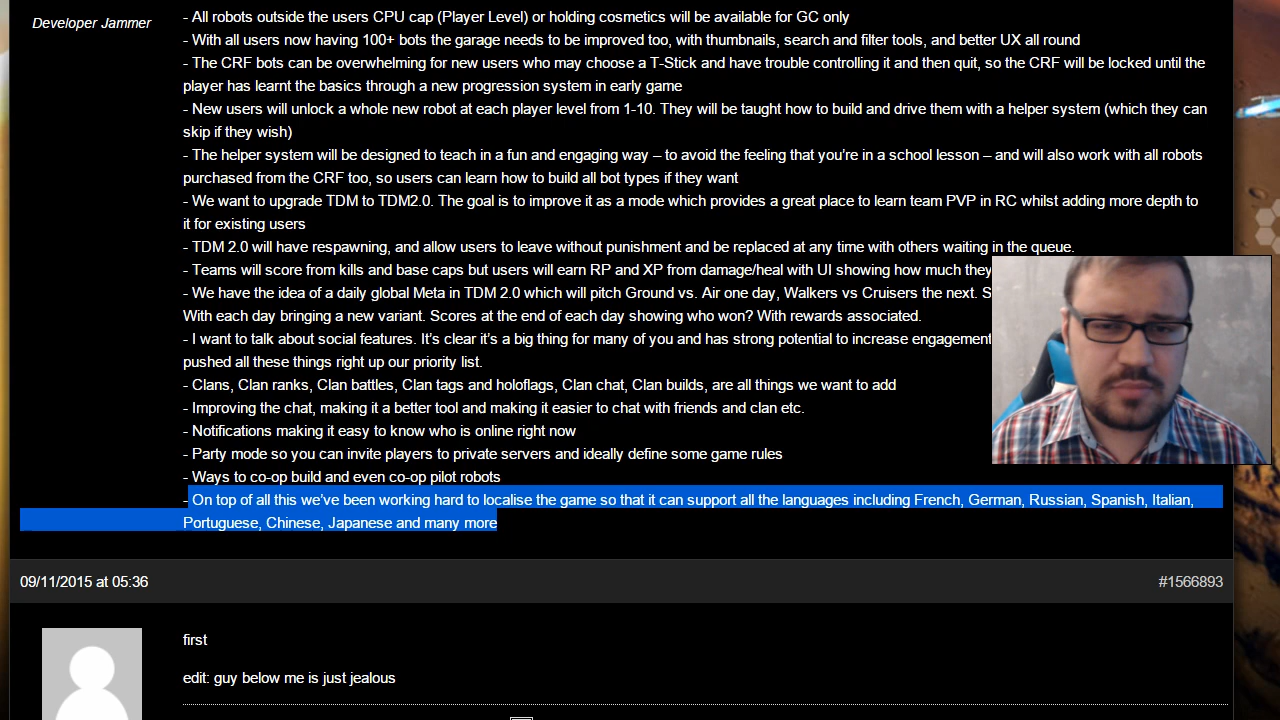 Developer Jammer
- All robots outside the users CPU cap (Player Level) or holding cosmetics will be available for GC only
- With all users now having 100+ bots the garage needs to be improved too, with thumbnails, search and filter tools, and better UX all round
- The CRF bots can be overwhelming for new users who may choose a T-Stick and have trouble controlling it and then quit, so the CRF will be locked until the
player has learnt the basics through a new progression system in early game
- New users will unlock a whole new robot at each player level from 1-10. They will be taught how to build and drive them with a helper system (which they can
skip if they wish)
- The helper system will be designed to teach in a fun and engaging way – to avoid the feeling that you're in a school lesson – and will also work with all robots
purchased from the CRF too, so users can learn how to build all bot types if they want
- We want to upgrade TDM to TDM2.0. The goal is to improve it as a mode which provides a great place to learn team PVP in RC whilst adding more depth to
it for existing users
- TDM 2.0 will have respawning, and allow users to leave without punishment and be replaced at any time with others waiting in the queue.
- Teams will score from kills and base caps but users will earn RP and XP from damage/heal with UI showing how much they
- We have the idea of a daily global Meta in TDM 2.0 which will pitch Ground vs. Air one day, Walkers vs Cruisers the next. S
With each day bringing a new variant. Scores at the end of each day showing who won? With rewards associated.
- I want to talk about social features. It's clear it's a big thing for many of you and has strong potential to increase engagement
pushed all these things right up our priority list.
- Clans, Clan ranks, Clan battles, Clan tags and holoflags, Clan chat, Clan builds, are all things we want to add
- Improving the chat, making it a better tool and making it easier to chat with friends and clan etc.
- Notifications making it easy to know who is online right now
- Party mode so you can invite players to private servers and ideally define some game rules
- Ways to co-op build and even co-op pilot robots
- On top of all this we've been working hard to localise the game so that it can support all the languages including French, German, Russian, Spanish, Italian,
Portuguese, Chinese, Japanese and many more
09/11/2015 at 05:36
#1566893
first
edit: guy below me is just jealous